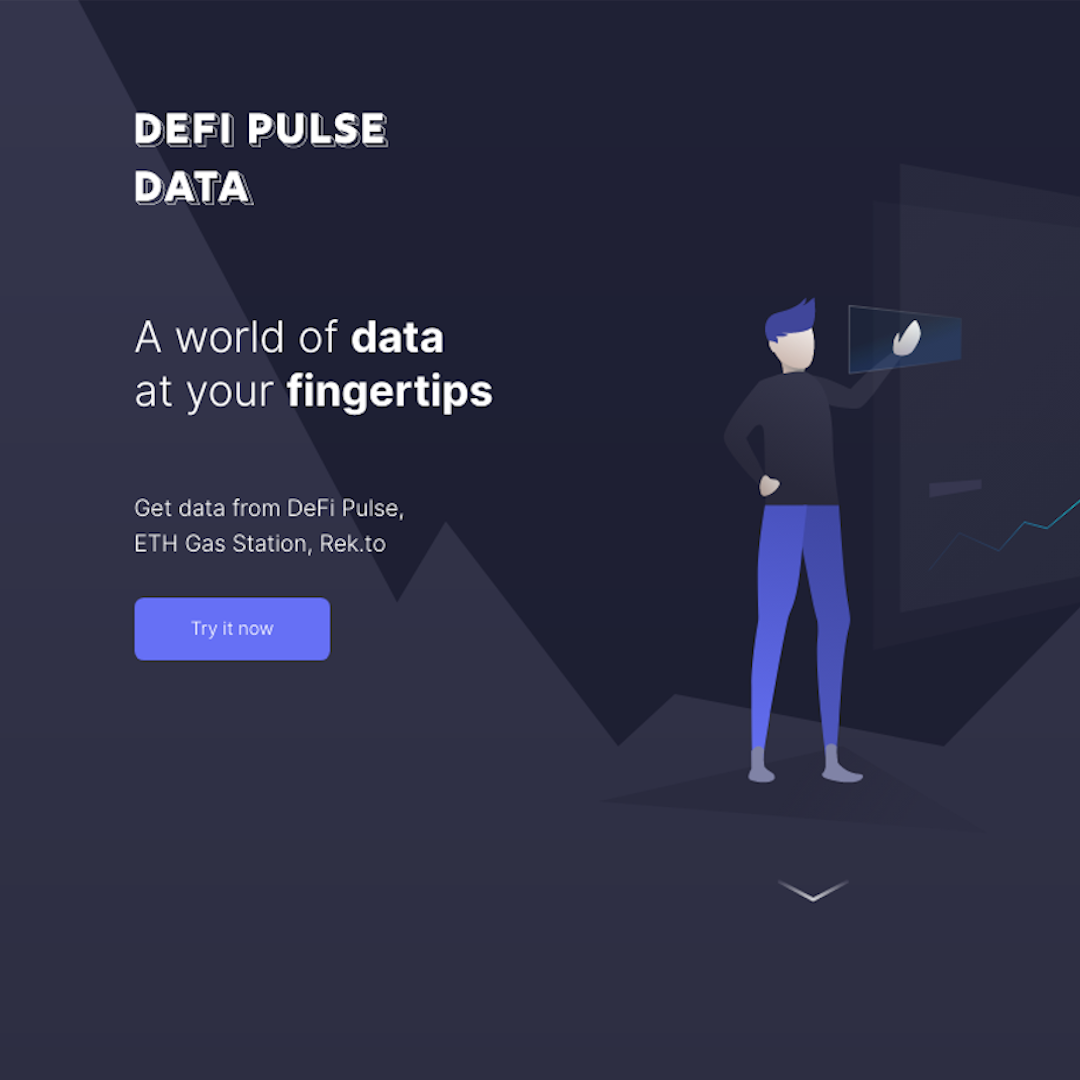 DEFI PULSE
DATA
A world of data
at your fingertips
Get data from DeFi Pulse,
ETH Gas Station, Rek.to
Try it now